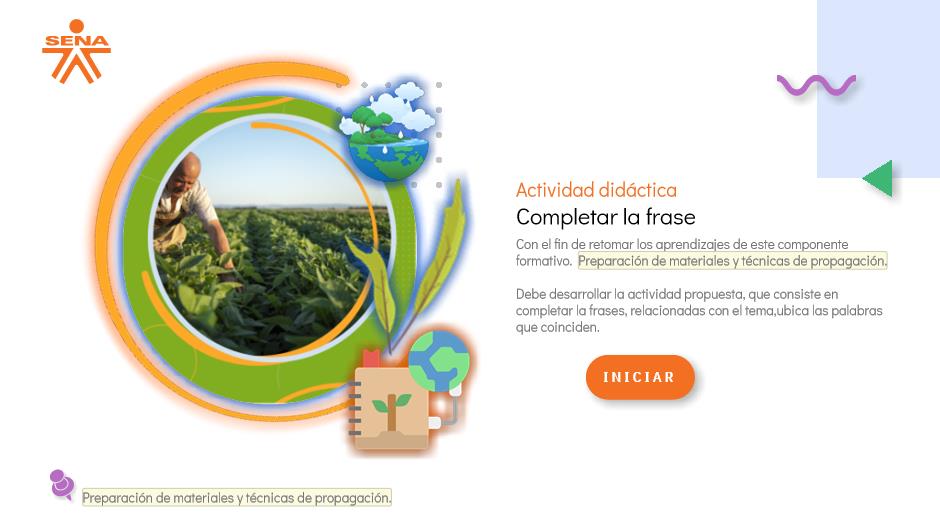 SENA
Actividad didáctica
Completar la frase
Con el fin de retomar los aprendizajes de este componente
formativo. Preparación de materiales y técnicas de propagación.
Debe desarrollar la actividad propuesta, que consiste en
completar la frases, relacionadas con el tema,ubica las palabras
que coinciden.
INICIAR
Preparación de materiales y técnicas de propagación.